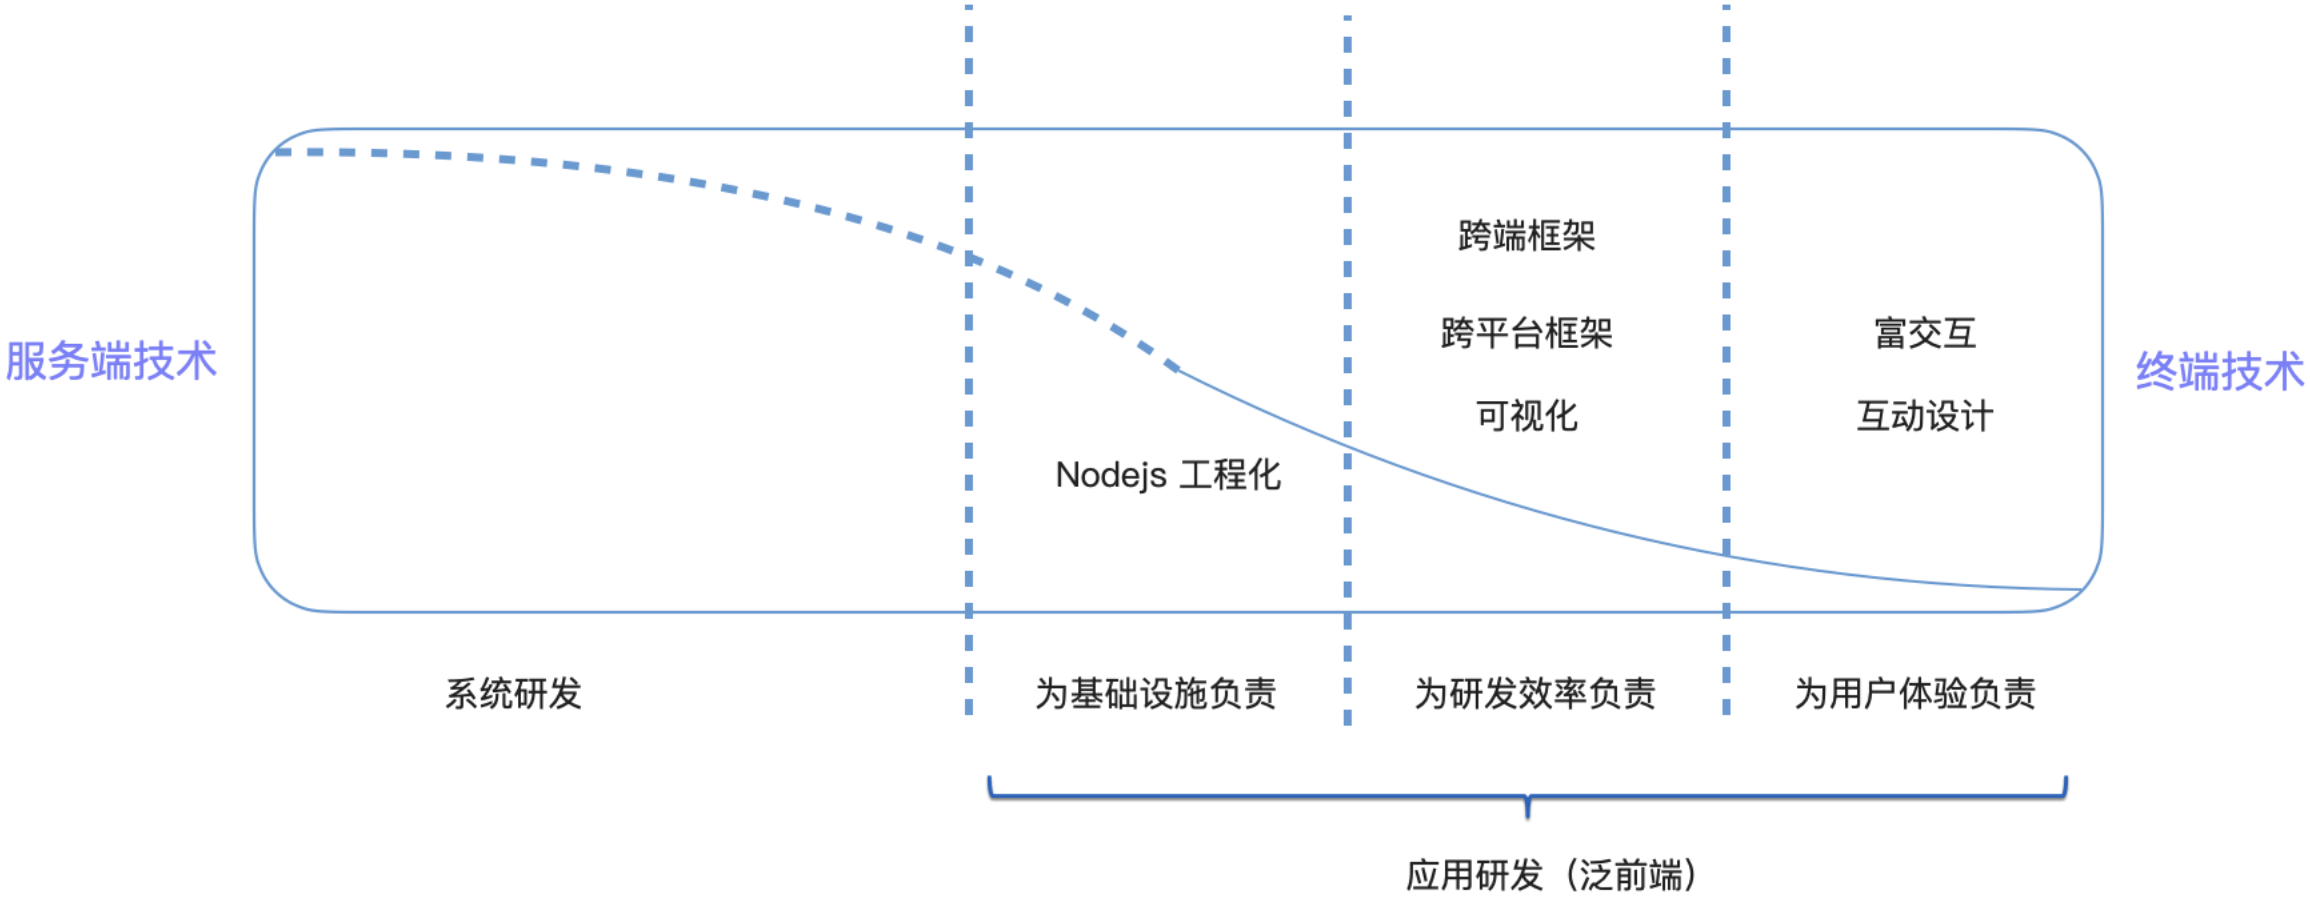 跨端框架
跨平台框架
富交互
服务端技术
终端技术
可视化
互动设计
Nodejs 工程化
系统研发
为基础设施负责
为研发效率负责
为用户体验负责
应用研发（泛前端）